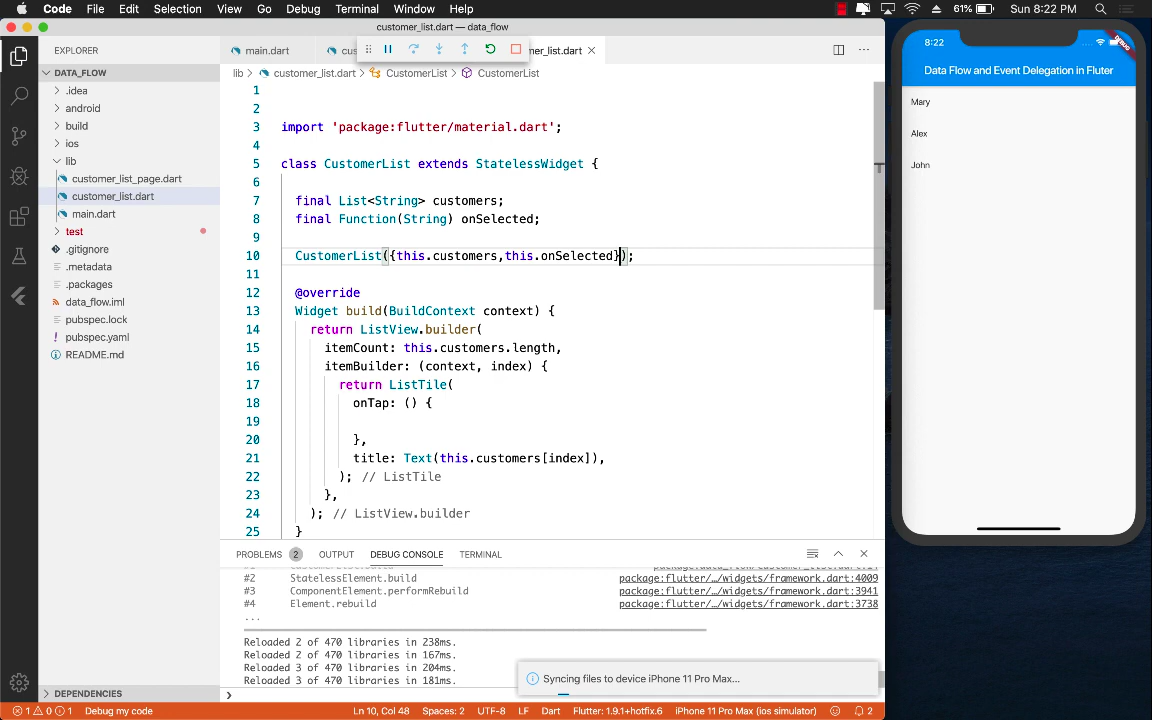 Code File Edit Selection View Go Debug Terminal Window Help 61% Sun 8:22 PM
customer_list.dart — data_flow
EXPLORER
main.dart
cus
mer_list.dart
DATA_FLOW
.idea
android
build
ios
lib
customer_list_page.dart
customer_list.dart
main.dart
test
.gitignore
.metadata
.packages
data_flow.iml
pubspec.lock
pubspec.yaml
README.md
DEPENDENCIES
lib > customer_list.dart > CustomerList > CustomerList
1
2
3 import 'package:flutter/material.dart';
4
5 class CustomerList extends StatelessWidget {
6
7 final List<String> customers;
8 final Function(String) onSelected;
9
10 CustomerList({this.customers,this.onSelected});
11
12 @override
13 Widget build(BuildContext context) {
14 return ListView.builder(
15 itemCount: this.customers.length,
16 itemBuilder: (context, index) {
17 return ListTile(
18 onTap: () {
19
20 },
21 title: Text(this.customers[index]),
22 ); // ListTile
23 },
24 ); // ListView.builder
25 }
PROBLEMS 2 OUTPUT DEBUG CONSOLE TERMINAL
#2 StatelessElement.build package:flutter/…/widgets/framework.dart:4009
#3 ComponentElement.performRebuild package:flutter/…/widgets/framework.dart:3941
#4 Element.rebuild package:flutter/…/widgets/framework.dart:3738
...
Reloaded 2 of 470 libraries in 238ms.
Reloaded 2 of 470 libraries in 167ms.
Reloaded 3 of 470 libraries in 204ms.
Reloaded 3 of 470 libraries in 181ms.
Syncing files to device iPhone 11 Pro Max...
1 0 1 Debug my code Ln 10, Col 48 Spaces: 2 UTF-8 LF Dart Flutter: 1.9.1+hotfix.6 iPhone 11 Pro Max (ios simulator) 2
8:22
DEBUG
Data Flow and Event Delegation in Fluter
Mary
Alex
John